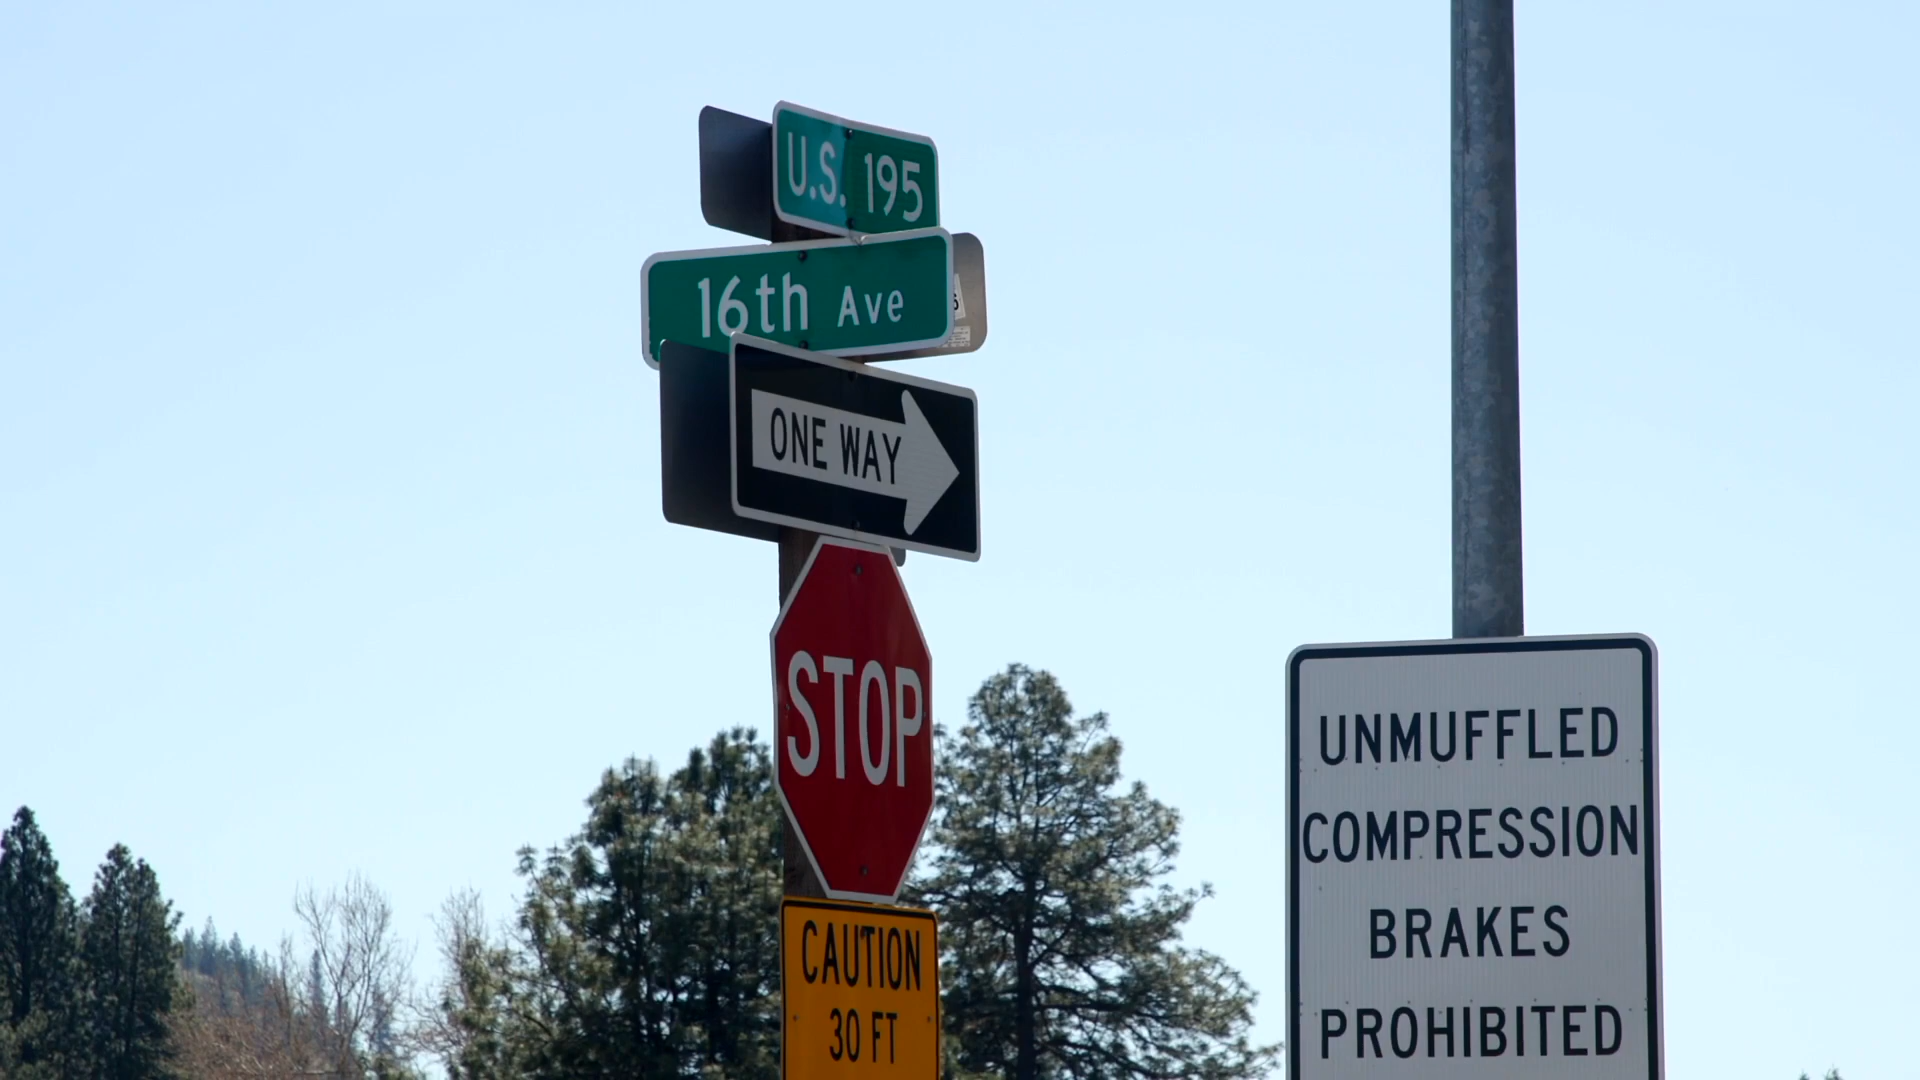 U.S. 195
16th Ave
ONE WAY
STOP
CAUTION
30 FT
UNMUFFLED
COMPRESSION
BRAKES
PROHIBITED